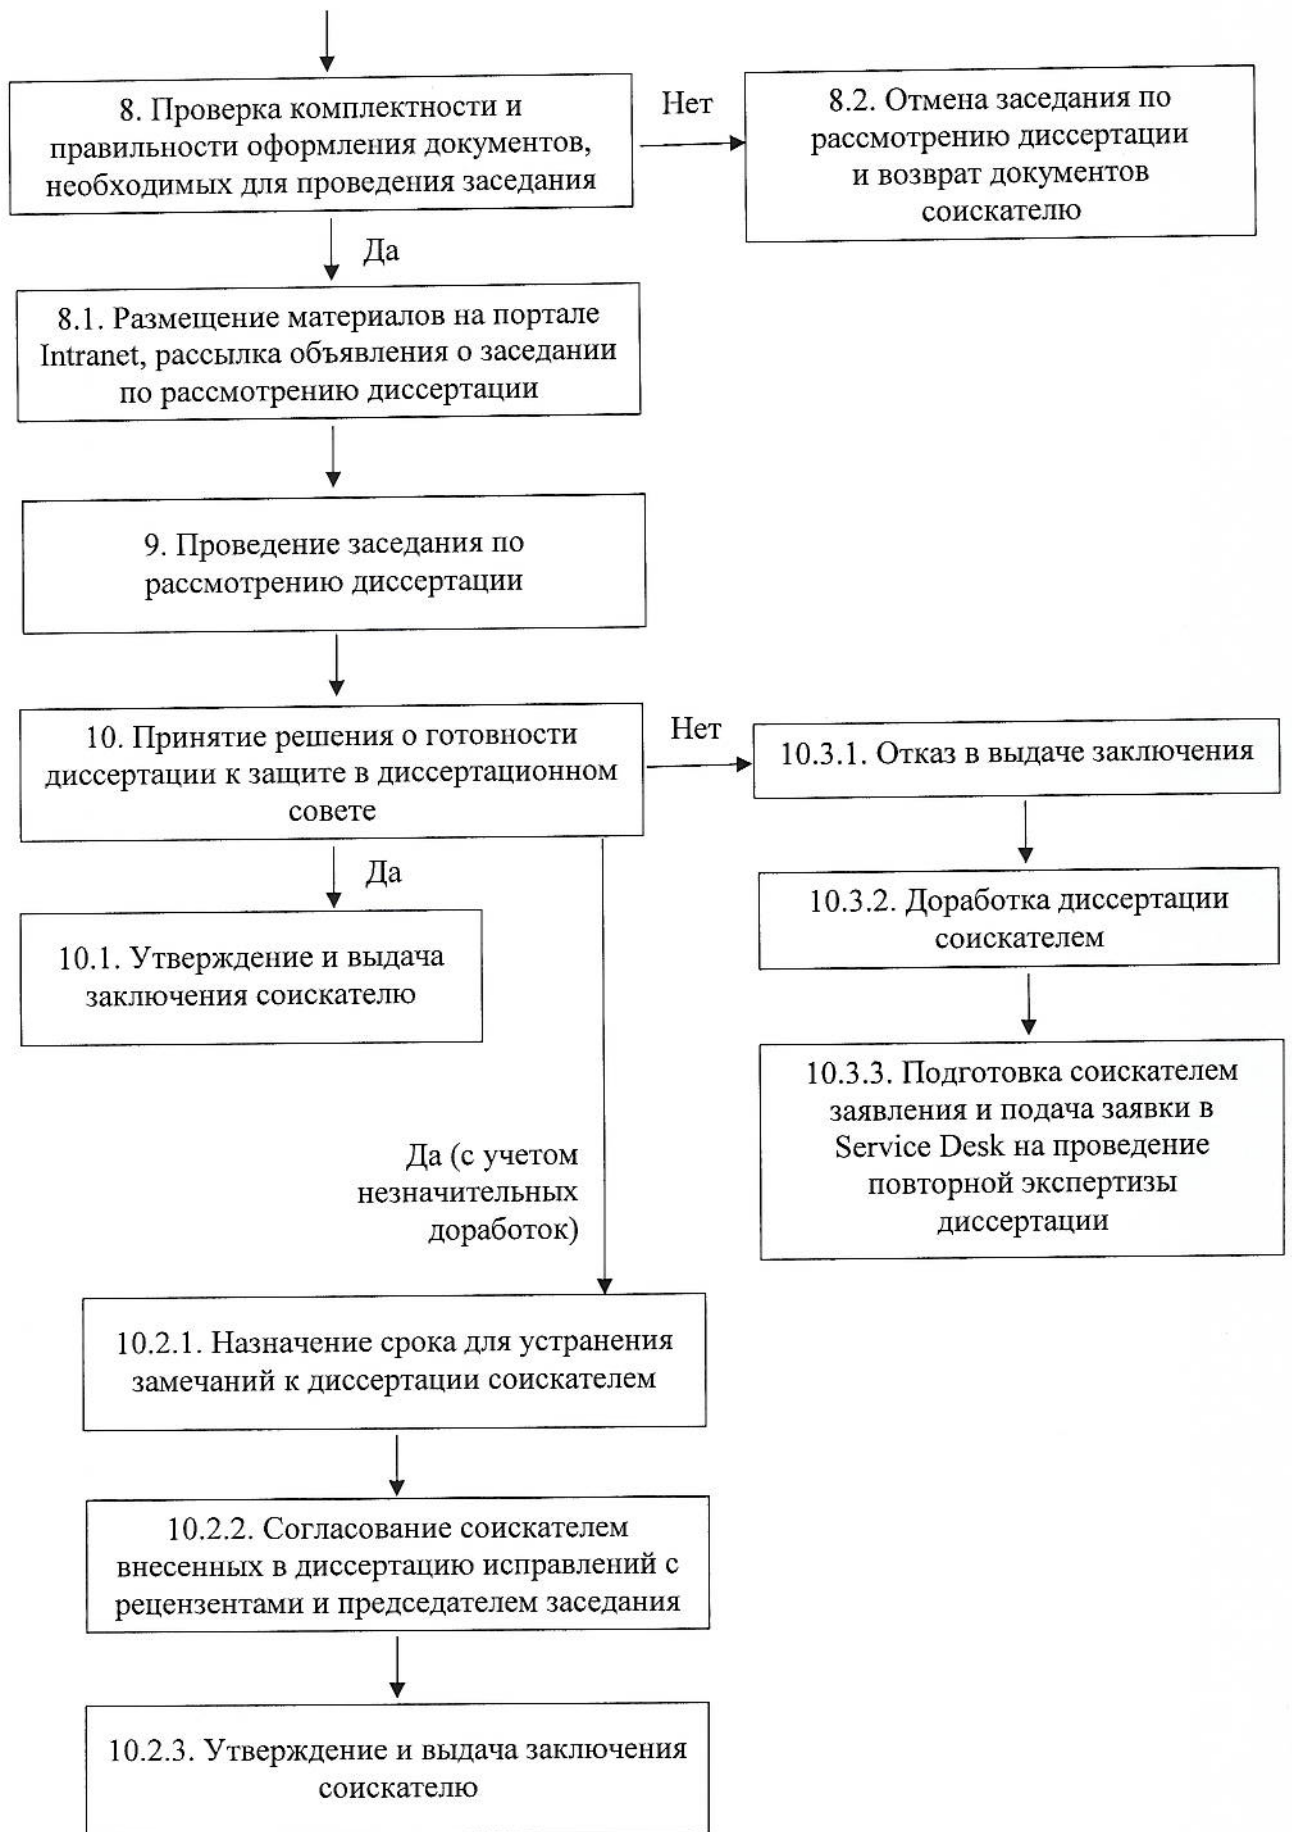 8. Проверка комплектности и
правильности оформления документов,
необходимых для проведения заседания
Нет
8.2. Отмена заседания по
рассмотрению диссертации
и возврат документов
соискателю
Да
8.1. Размещение материалов на портале
Intranet, рассылка объявления о заседании
по рассмотрению диссертации
9. Проведение заседания по
рассмотрению диссертации
10. Принятие решения о готовности
диссертации к защите в диссертационном
совете
Нет
10.3.1. Отказ в выдаче заключения
Да
10.3.2. Доработка диссертации
соискателем
10.1. Утверждение и выдача
заключения соискателю
10.3.3. Подготовка соискателем
заявления и подача заявки в
Service Desk на проведение
повторной экспертизы
диссертации
Да (с учетом
незначительных
доработок)
10.2.1. Назначение срока для устранения
замечаний к диссертации соискателем
10.2.2. Согласование соискателем
внесенных в диссертацию исправлений с
рецензентами и председателем заседания
10.2.3. Утверждение и выдача заключения
соискателю